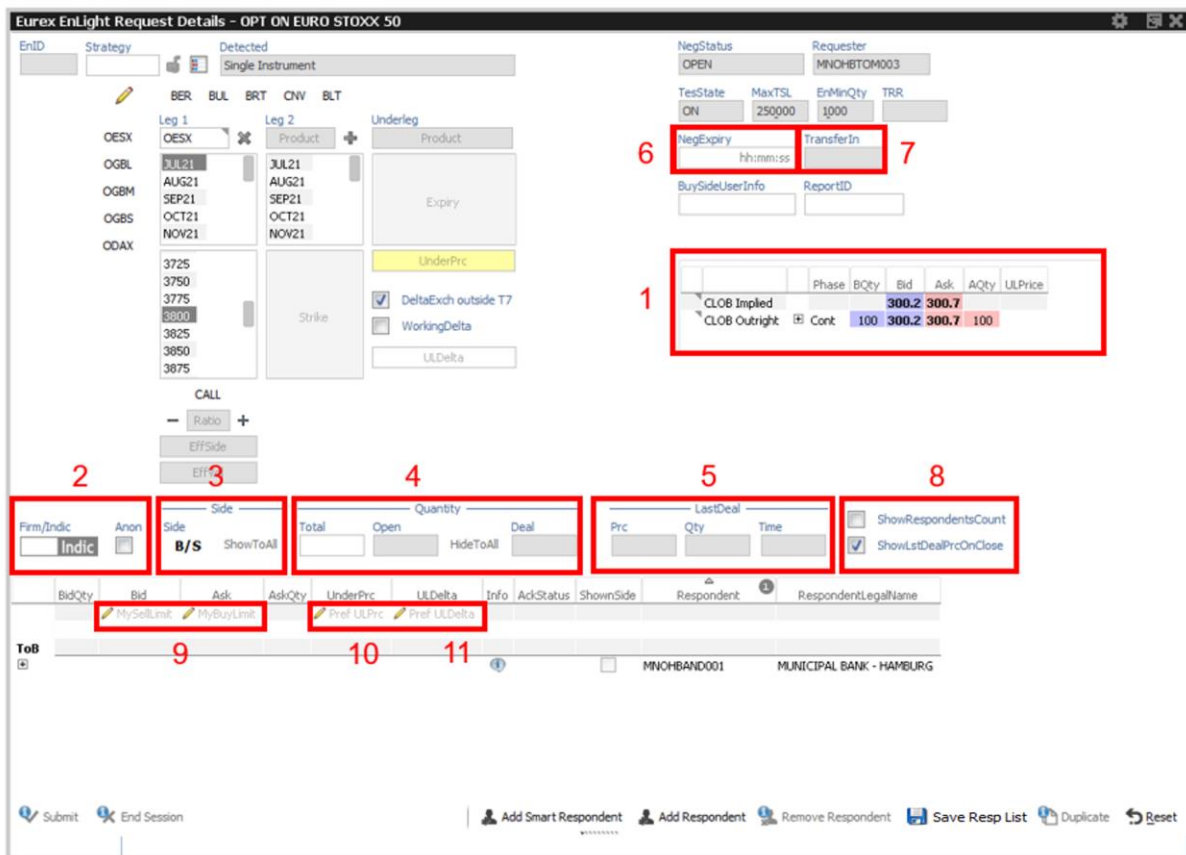 Eurex EnLight Request Details - OPT ON EURO STOXX 50
EnID Strategy Detected NegStatus Requester
Single Instrument OPEN MNOHBTOM003
BER BUL BRT CNV BLT TesState MaxTSL EnMinQty TRR
ON 250000 1000
Leg 1 Leg 2 Underleg
OESX OESX Product Product 6 NegExpiry TransferIn 7
hh:mm:ss
OGBL JUL21 JUL21
AUG21 AUG21 BuySideUserInfo ReportID
OGBM SEP21 SEP21 Expiry
OGBS OCT21 OCT21
NOV21 NOV21
ODAX
3725 UnderPrc
3750
3775 DeltaExch outside T7
3800 Strike
3825 WorkingDelta
3850 ULDelta
3875
1 Phase BQty Bid Ask AQty ULPrice
CLOB Implied 300.2 300.7
CLOB Outright Cont 100 300.2 300.7 100
CALL
- Ratio +
EffSide
2 3 4 5 8
Side Quantity LastDeal
Firm/Indic Anon Side Total Open Deal Prc Qty Time ShowRespondentsCount
Indic B/S ShowToAll HideToAll ShowLstDealPrcOnClose
BidQty Bid Ask AskQty UnderPrc ULDelta Info AckStatus ShownSide Respondent 1 RespondentLegalName
MySellLimit MyBuyLimit Pref ULPrc Pref ULDelta
9 10 11
ToB
MNOHBAND001 MUNICIPAL BANK - HAMBURG
Submit End Session Add Smart Respondent Add Respondent Remove Respondent Save Resp List Duplicate Reset